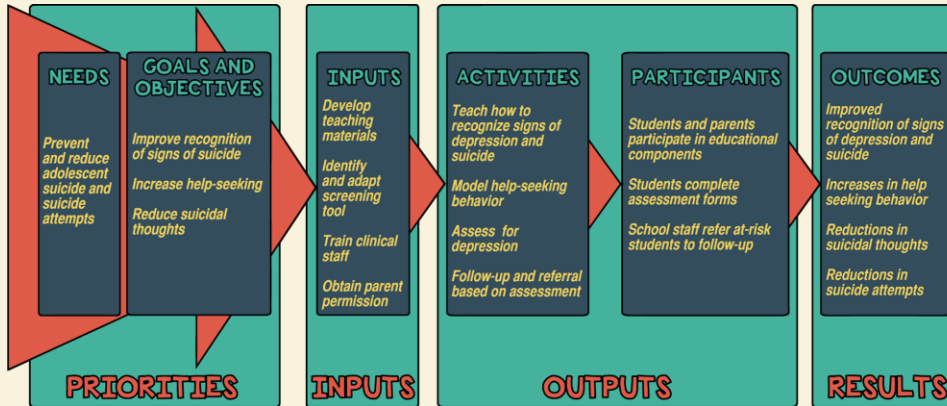 NEEDS
Prevent
and reduce
adolescent
suicide and
suicide
attempts
GOALS AND
OBJECTIVES
Improve recognition
of signs of suicide
Increase help-seeking
Reduce suicidal
thoughts
PRIORITIES
INPUTS
Develop
teaching
materials
Identify
and adapt
screening
tool
Train clinical
staff
Obtain parent
permission
INPUTS
ACTIVITIES
Teach how to
recognize signs of
depression and
suicide
Model help-seeking
behavior
Assess for
depression
Follow-up and referral
based on assessment
PARTICIPANTS
Students and parents
participate in educational
components
Students complete
assessment forms
School staff refer at-risk
students to follow-up
OUTPUTS
OUTCOMES
Improved
recognition of signs
of depression and
suicide
Increases in help
seeking behavior
Reductions in
suicidal thoughts
Reductions in
suicide attempts
RESULTS